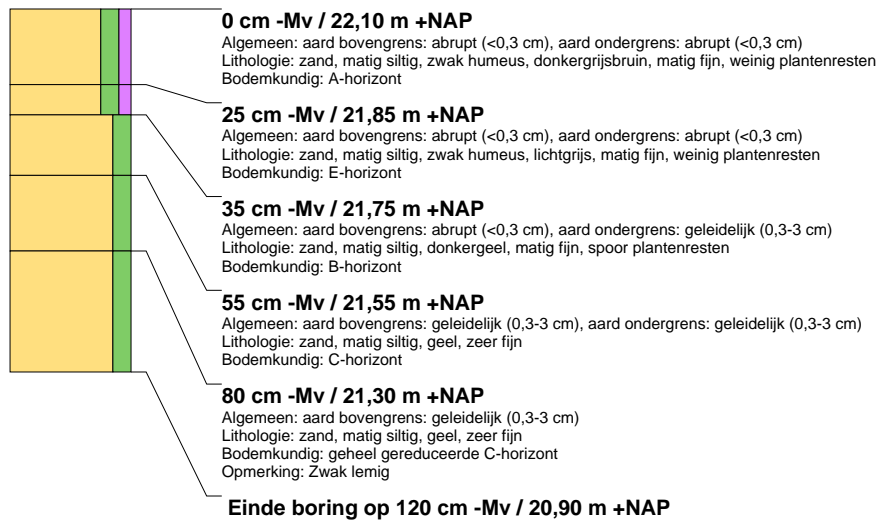 0 cm -Mv / 22,10 m +NAP
Algemeen: aard bovengrens: abrupt (<0,3 cm), aard ondergrens: abrupt (<0,3 cm)
Lithologie: zand, matig siltig, zwak humeus, donkergrijsbruin, matig fijn, weinig plantenresten
Bodemkundig: A-horizont
25 cm -Mv / 21,85 m +NAP
Algemeen: aard bovengrens: abrupt (<0,3 cm), aard ondergrens: abrupt (<0,3 cm)
Lithologie: zand, matig siltig, zwak humeus, lichtgrijs, matig fijn, weinig plantenresten
Bodemkundig: E-horizont
35 cm -Mv / 21,75 m +NAP
Algemeen: aard bovengrens: abrupt (<0,3 cm), aard ondergrens: geleidelijk (0,3-3 cm)
Lithologie: zand, matig siltig, donkergeel, matig fijn, spoor plantenresten
Bodemkundig: B-horizont
55 cm -Mv / 21,55 m +NAP
Algemeen: aard bovengrens: geleidelijk (0,3-3 cm), aard ondergrens: geleidelijk (0,3-3 cm)
Lithologie: zand, matig siltig, geel, zeer fijn
Bodemkundig: C-horizont
80 cm -Mv / 21,30 m +NAP
Algemeen: aard bovengrens: geleidelijk (0,3-3 cm)
Lithologie: zand, matig siltig, geel, zeer fijn
Bodemkundig: geheel gereduceerde C-horizont
Opmerking: Zwak lemig
Einde boring op 120 cm -Mv / 20,90 m +NAP